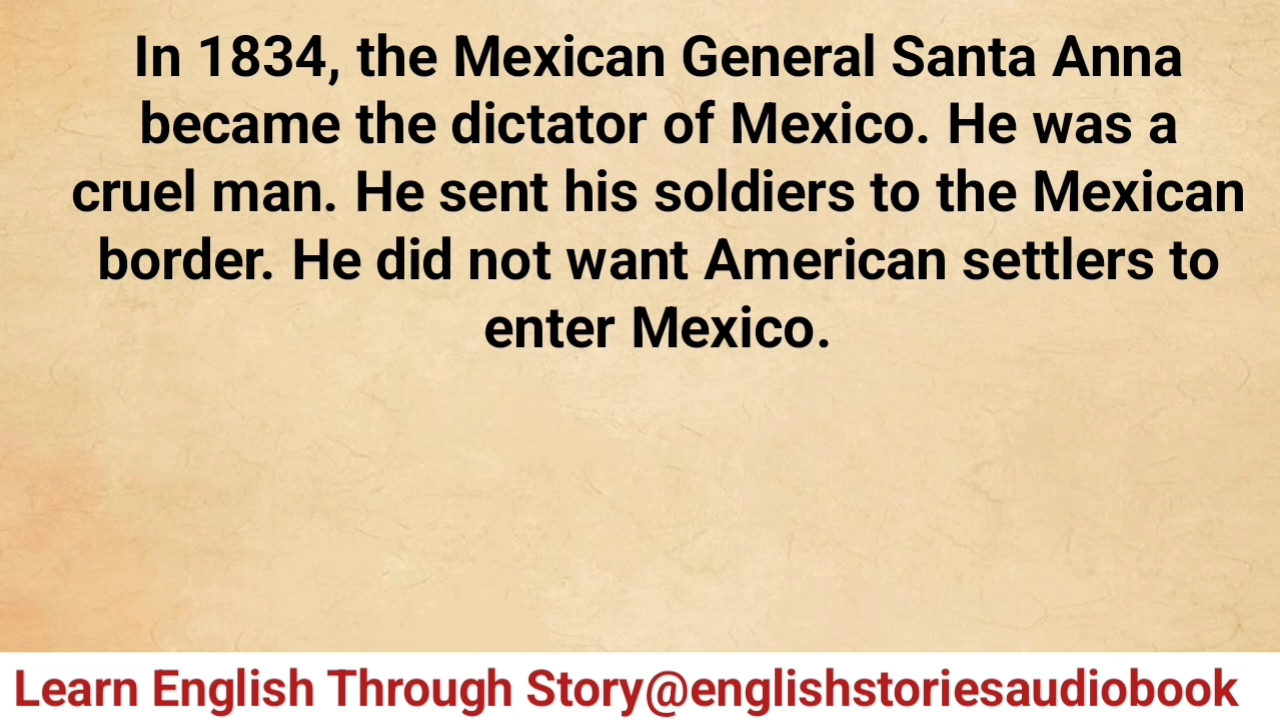 In 1834, the Mexican General Santa Anna
became the dictator of Mexico. He was a
cruel man. He sent his soldiers to the Mexican
border. He did not want American settlers to
enter Mexico.
Learn English Through Story@englishstoriesaudiobook